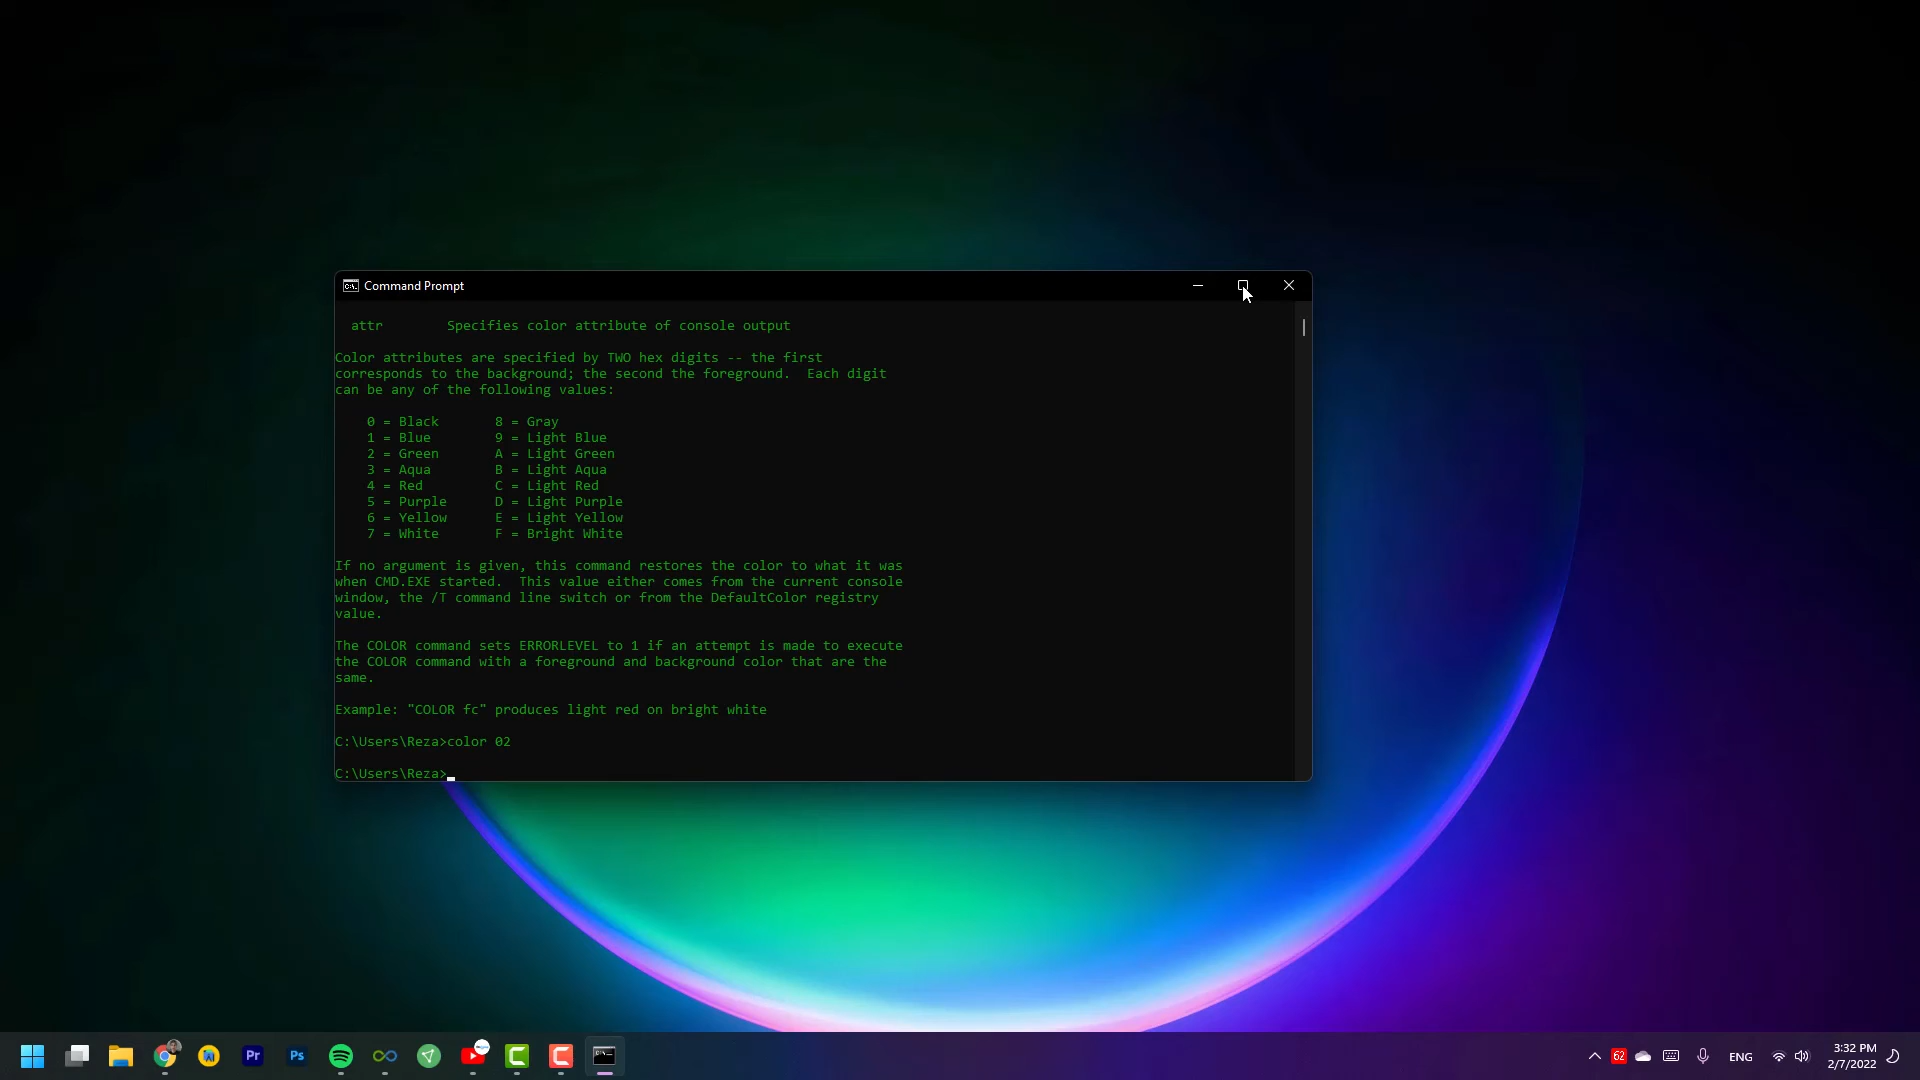 Command Prompt
attr        Specifies color attribute of console output
Color attributes are specified by TWO hex digits -- the first
corresponds to the background; the second the foreground.  Each digit
can be any of the following values:
0 = Black       8 = Gray
1 = Blue        9 = Light Blue
2 = Green       A = Light Green
3 = Aqua        B = Light Aqua
4 = Red         C = Light Red
5 = Purple      D = Light Purple
6 = Yellow      E = Light Yellow
7 = White       F = Bright White
If no argument is given, this command restores the color to what it was
when CMD.EXE started.  This value either comes from the current console
window, the /T command line switch or from the DefaultColor registry
value.
The COLOR command sets ERRORLEVEL to 1 if an attempt is made to execute
the COLOR command with a foreground and background color that are the
same.
Example: "COLOR fc" produces light red on bright white
C:\Users\Reza>color 02
C:\Users\Reza>
Pr
Ps
62
ENG
3:32 PM
2/7/2022